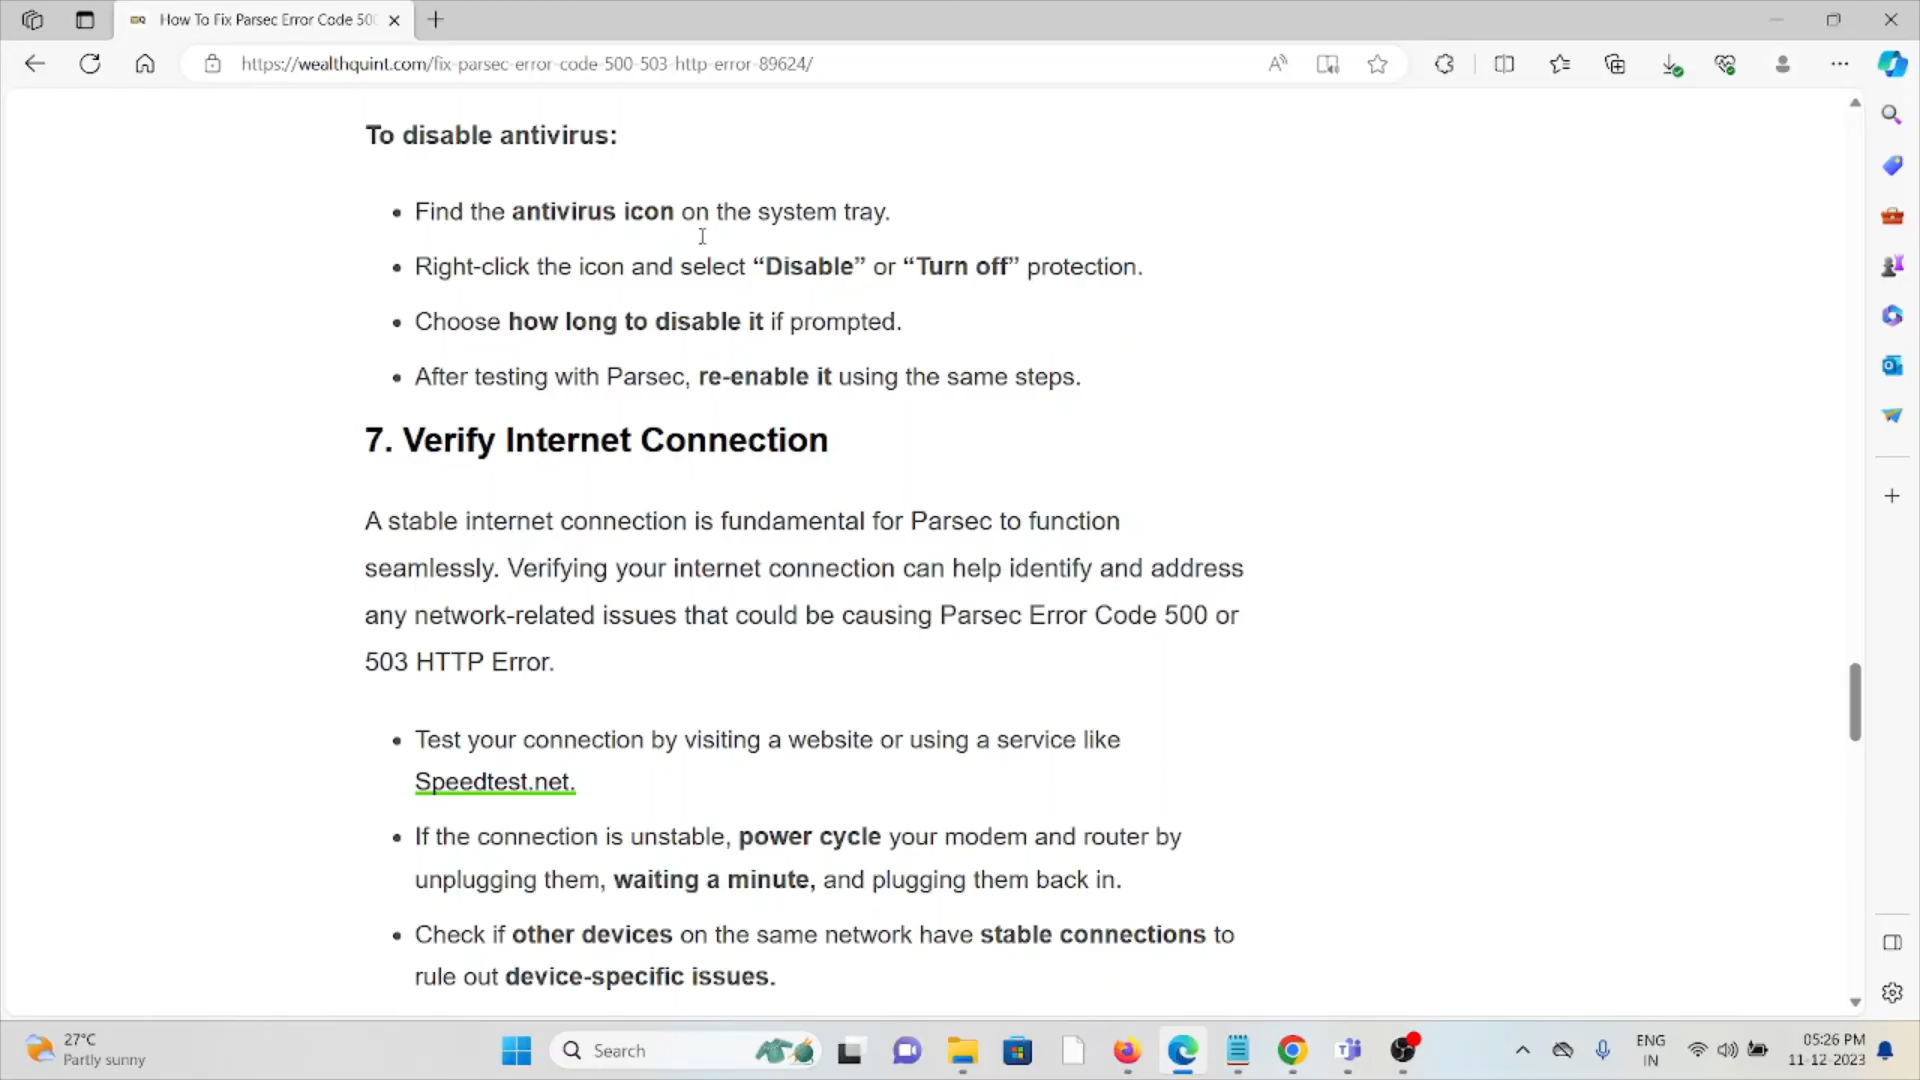 How To Fix Parsec Error Code 50
https://wealthquint.com/fix-parsec-error-code-500-503-http-error-89624/
To disable antivirus:
• Find the antivirus icon on the system tray.
• Right-click the icon and select “Disable” or “Turn off” protection.
• Choose how long to disable it if prompted.
• After testing with Parsec, re-enable it using the same steps.
7. Verify Internet Connection
A stable internet connection is fundamental for Parsec to function
seamlessly. Verifying your internet connection can help identify and address
any network-related issues that could be causing Parsec Error Code 500 or
503 HTTP Error.
• Test your connection by visiting a website or using a service like
Speedtest.net.
• If the connection is unstable, power cycle your modem and router by
unplugging them, waiting a minute, and plugging them back in.
• Check if other devices on the same network have stable connections to
rule out device-specific issues.
27°C
Partly sunny
Search
ENG
IN
05:26 PM
11-12-2023